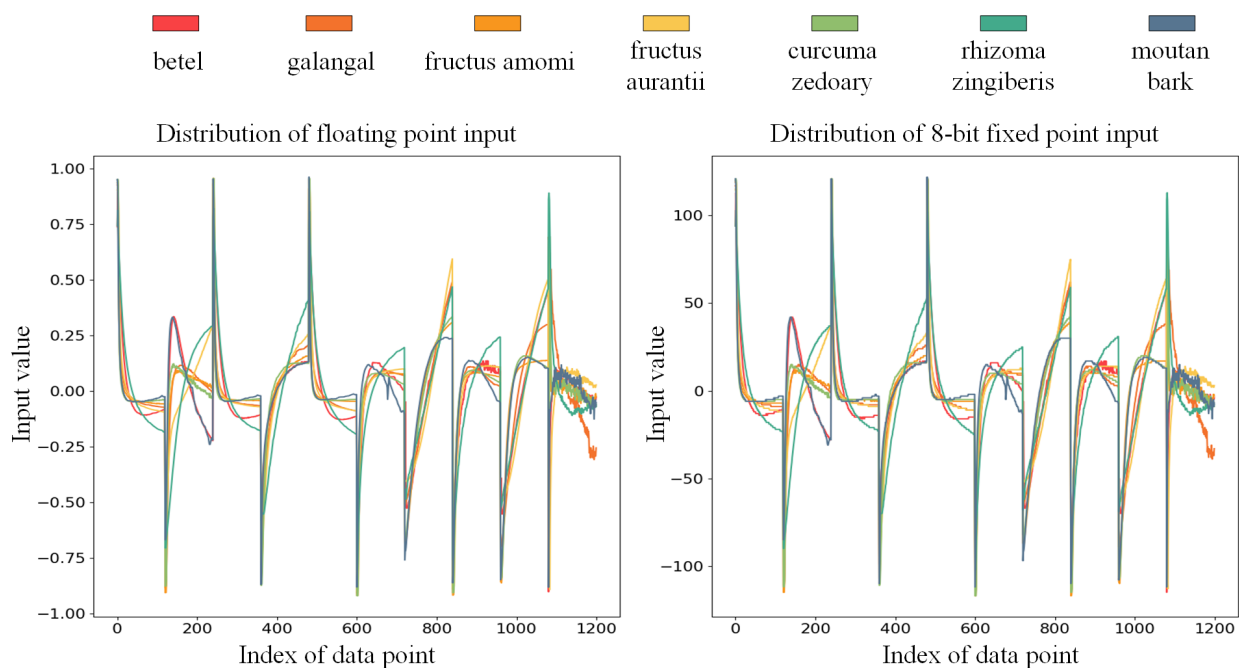 betel
galangal
fructus amomi
fructus
aurantii
curcuma
zedoary
rhizoma
zingiberis
moutan
bark
Distribution of floating point input
Input value
1.00
0.75
0.50
0.25
0.00
−0.25
−0.50
−0.75
−1.00
0 200 400 600 800 1000 1200
Index of data point
Distribution of 8-bit fixed point input
Input value
100
50
0
−50
−100
0 200 400 600 800 1000 1200
Index of data point